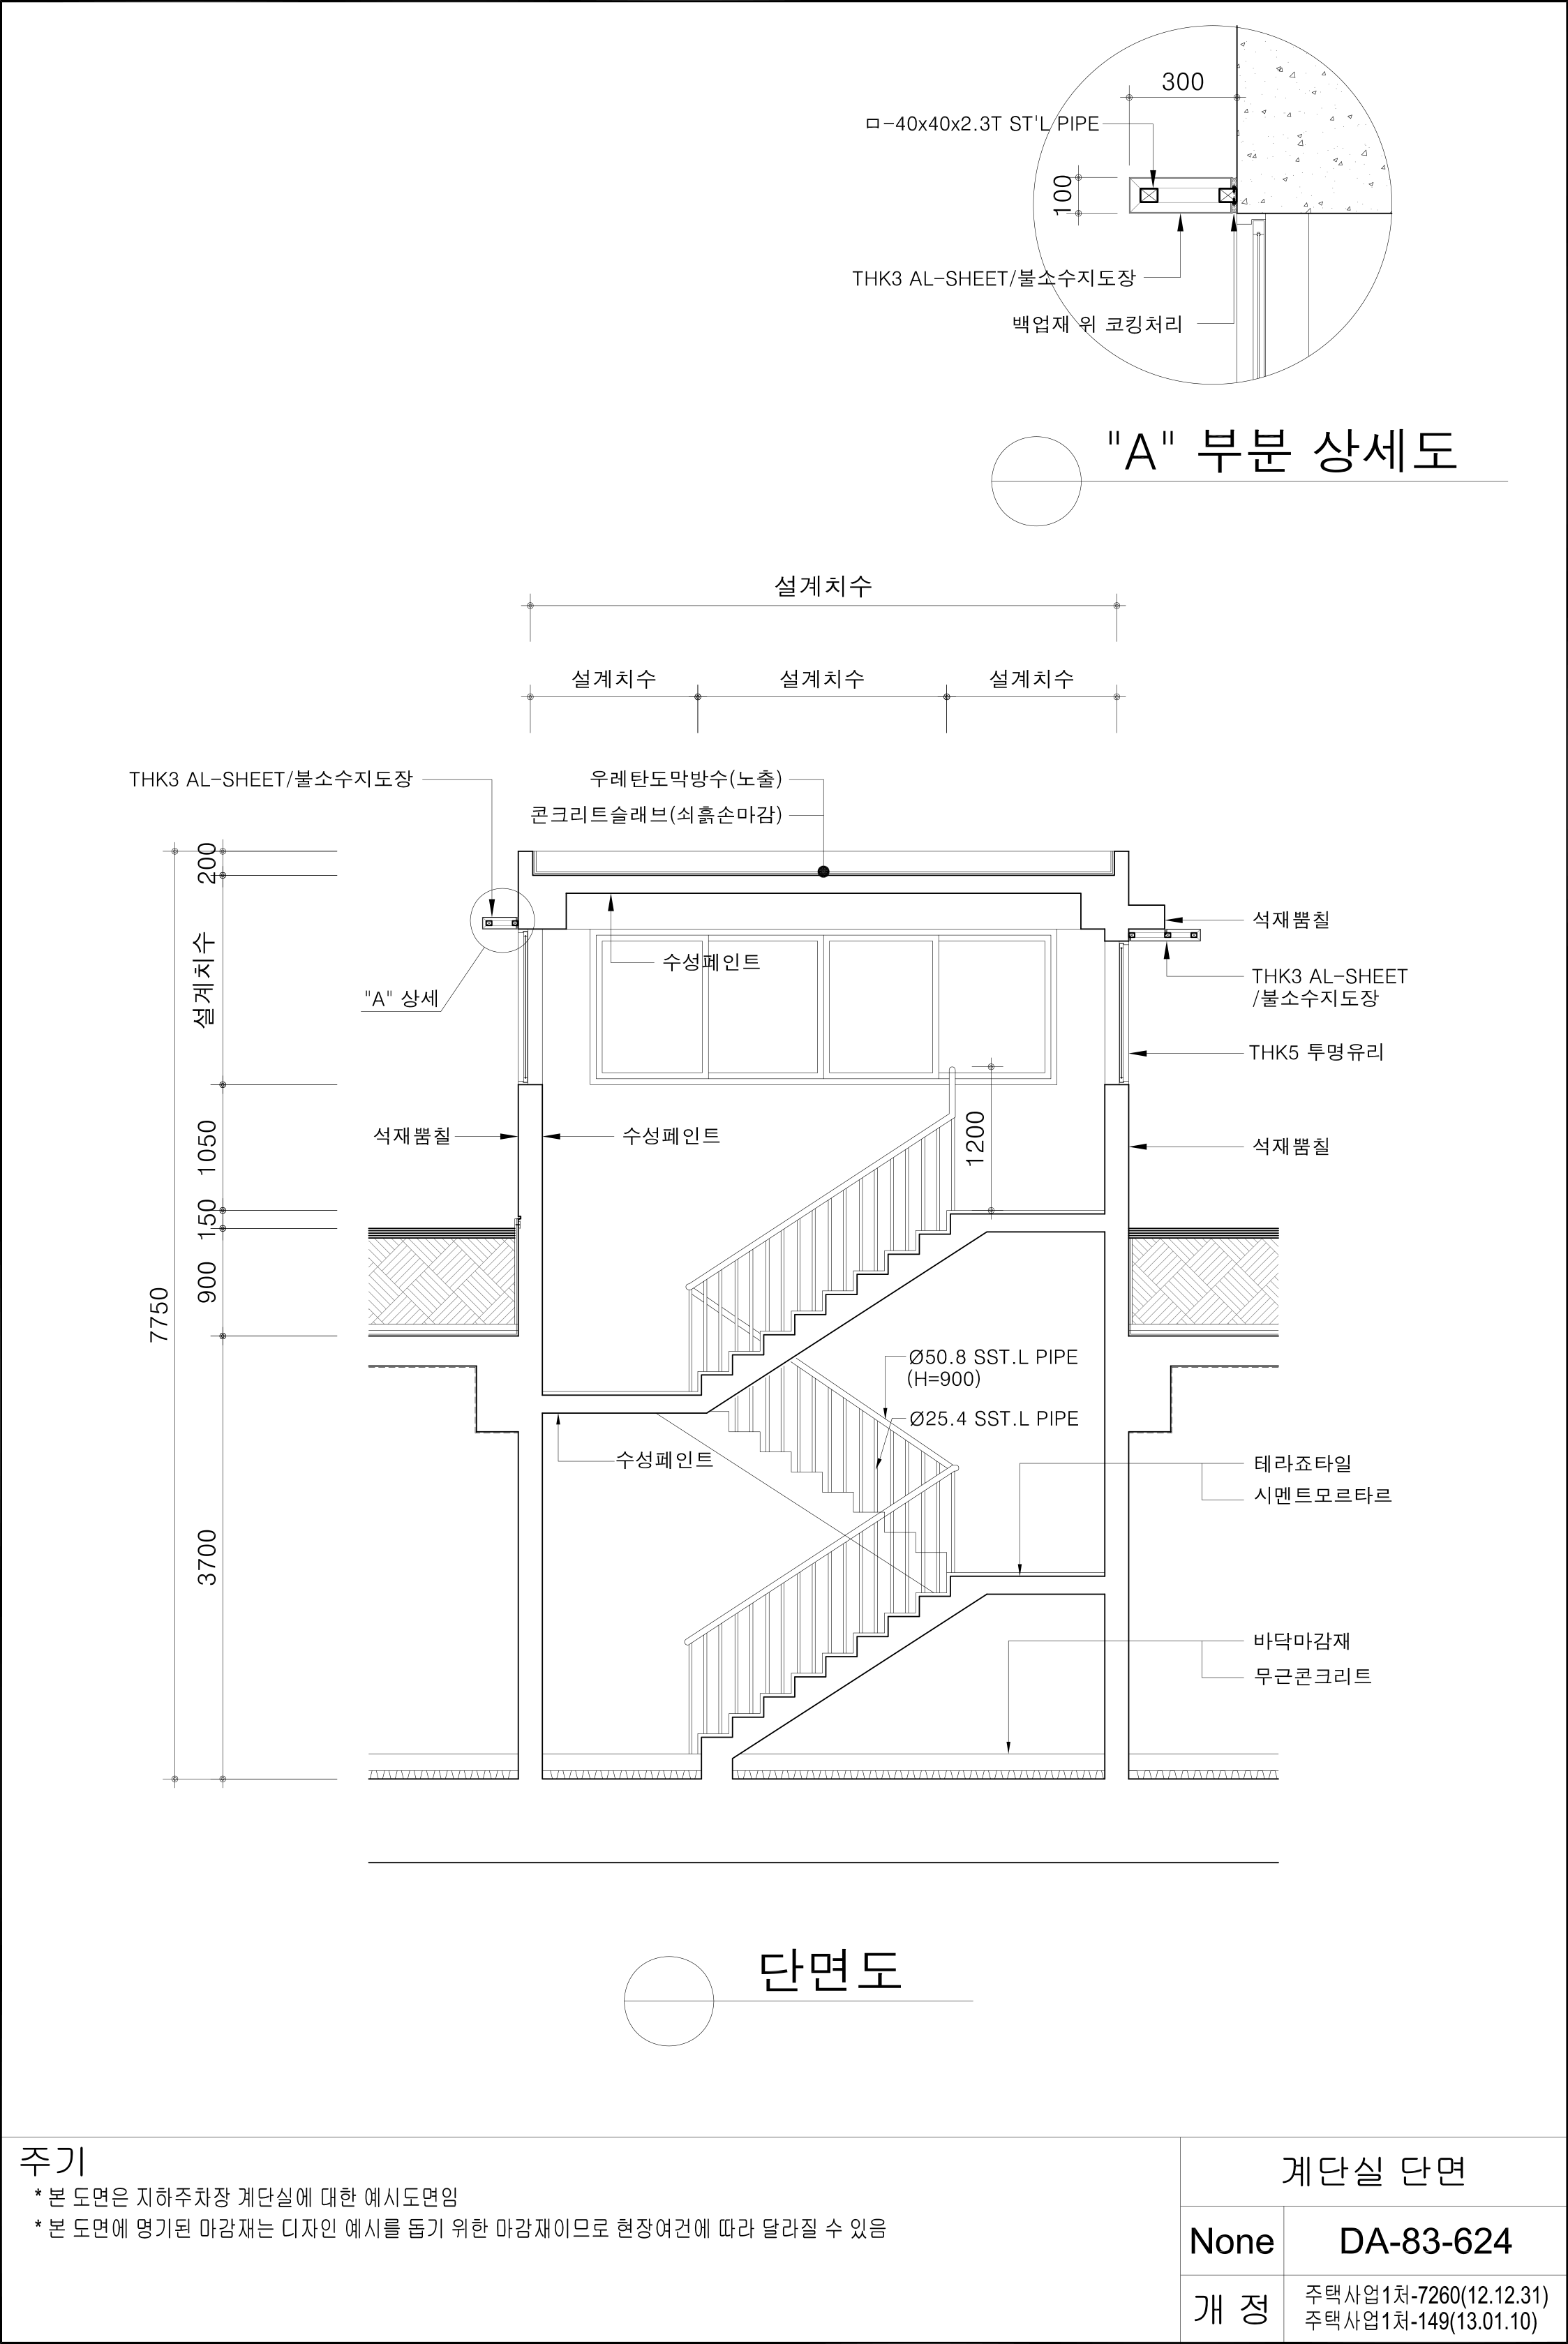 300
ㅁ-40x40x2.3T ST'L PIPE
100
THK3 AL-SHEET/불소수지도장
백업재 위 코킹처리
"A" 부분 상세도
설계치수
설계치수 설계치수 설계치수
THK3 AL-SHEET/불소수지도장
우레탄도막방수(노출)
콘크리트슬래브(쇠흙손마감)
200
석재뿜칠
수성페인트
설계치수
"A" 상세
THK3 AL-SHEET
/불소수지도장
THK5 투명유리
1050
석재뿜칠
수성페인트
1200
석재뿜칠
150
900
7750
Ø50.8 SST.L PIPE
(H=900)
Ø25.4 SST.L PIPE
수성페인트
테라죠타일
시멘트모르타르
3700
바닥마감재
무근콘크리트
단면도
주기
* 본 도면은 지하주차장 계단실에 대한 예시도면임
* 본 도면에 명기된 마감재는 디자인 예시를 돕기 위한 마감재이므로 현장여건에 따라 달라질 수 있음
계단실 단면
None DA-83-624
개 정
주택사업1처-7260(12.12.31)
주택사업1처-149(13.01.10)